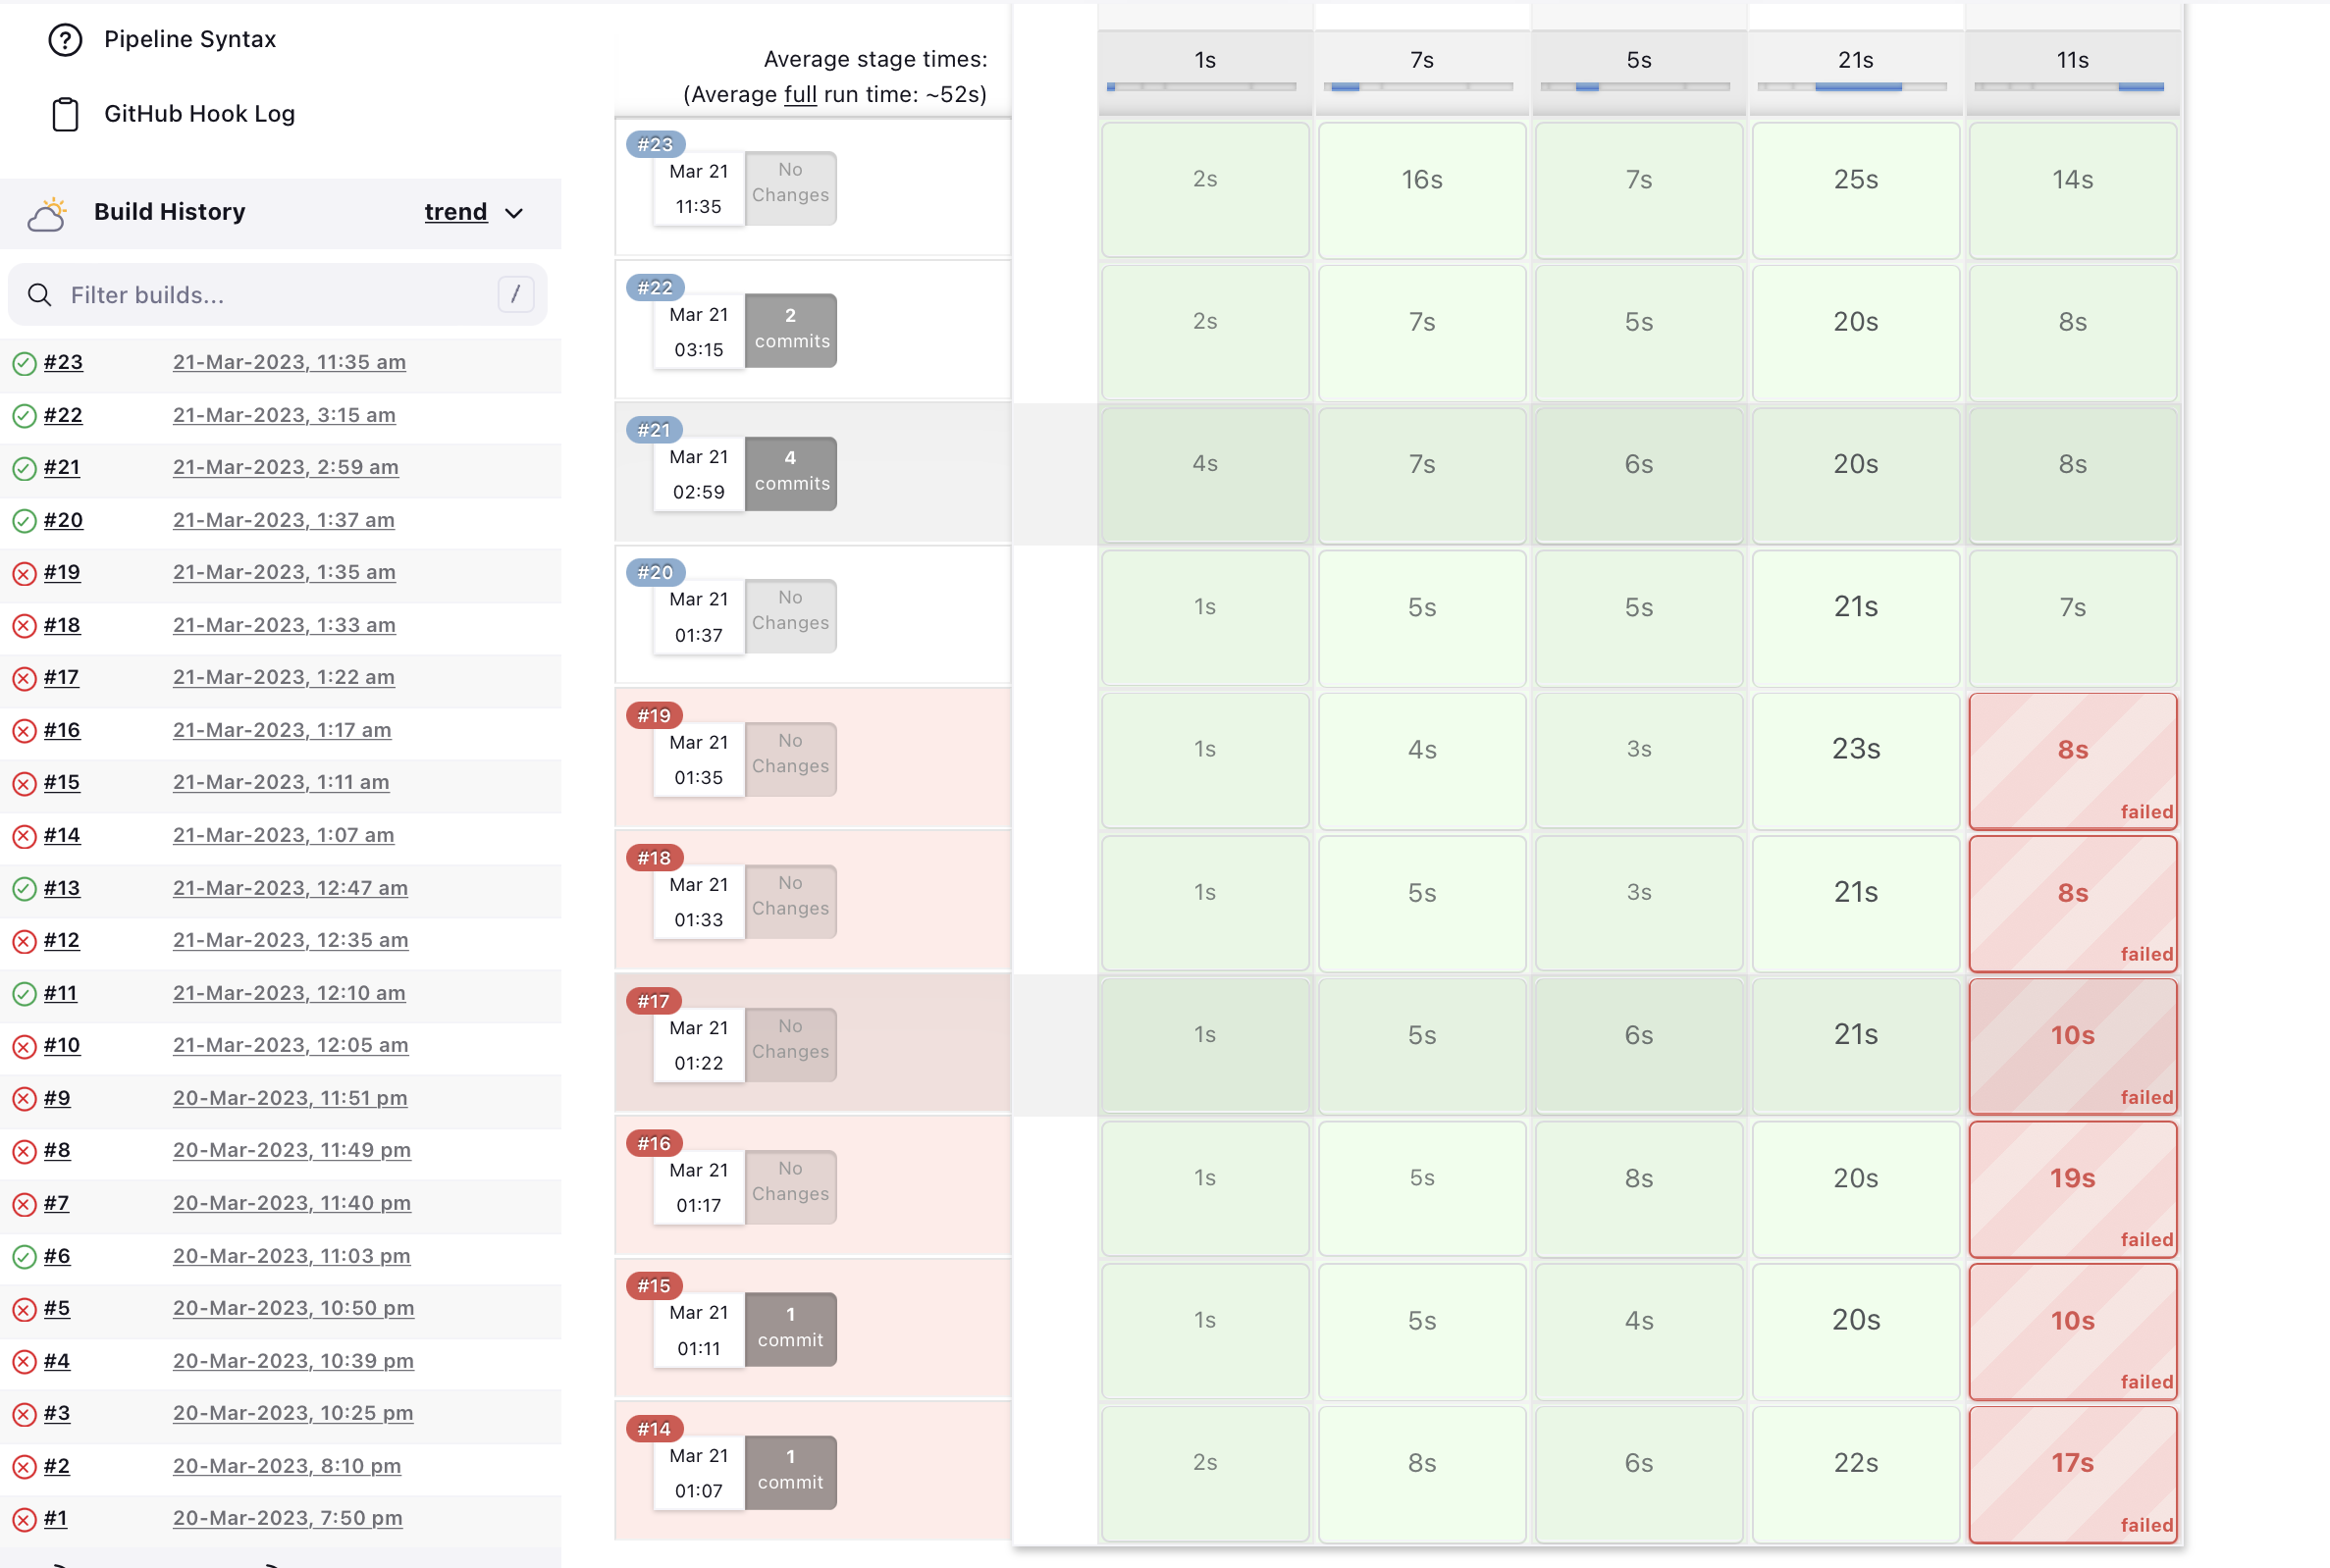 Pipeline Syntax
GitHub Hook Log
Build History
trend
Filter builds...
/
#23 21-Mar-2023, 11:35 am
#22 21-Mar-2023, 3:15 am
#21 21-Mar-2023, 2:59 am
#20 21-Mar-2023, 1:37 am
#19 21-Mar-2023, 1:35 am
#18 21-Mar-2023, 1:33 am
#17 21-Mar-2023, 1:22 am
#16 21-Mar-2023, 1:17 am
#15 21-Mar-2023, 1:11 am
#14 21-Mar-2023, 1:07 am
#13 21-Mar-2023, 12:47 am
#12 21-Mar-2023, 12:35 am
#11 21-Mar-2023, 12:10 am
#10 21-Mar-2023, 12:05 am
#9 20-Mar-2023, 11:51 pm
#8 20-Mar-2023, 11:49 pm
#7 20-Mar-2023, 11:40 pm
#6 20-Mar-2023, 11:03 pm
#5 20-Mar-2023, 10:50 pm
#4 20-Mar-2023, 10:39 pm
#3 20-Mar-2023, 10:25 pm
#2 20-Mar-2023, 8:10 pm
#1 20-Mar-2023, 7:50 pm
Average stage times:
(Average full run time: ~52s)
1s 7s 5s 21s 11s
#23
Mar 21
11:35
No
Changes
2s 16s 7s 25s 14s
#22
Mar 21
03:15
2
commits
2s 7s 5s 20s 8s
#21
Mar 21
02:59
4
commits
4s 7s 6s 20s 8s
#20
Mar 21
01:37
No
Changes
1s 5s 5s 21s 7s
#19
Mar 21
01:35
No
Changes
1s 4s 3s 23s 8s
failed
#18
Mar 21
01:33
No
Changes
1s 5s 3s 21s 8s
failed
#17
Mar 21
01:22
No
Changes
1s 5s 6s 21s 10s
failed
#16
Mar 21
01:17
No
Changes
1s 5s 8s 20s 19s
failed
#15
Mar 21
01:11
1
commit
1s 5s 4s 20s 10s
failed
#14
Mar 21
01:07
1
commit
2s 8s 6s 22s 17s
failed